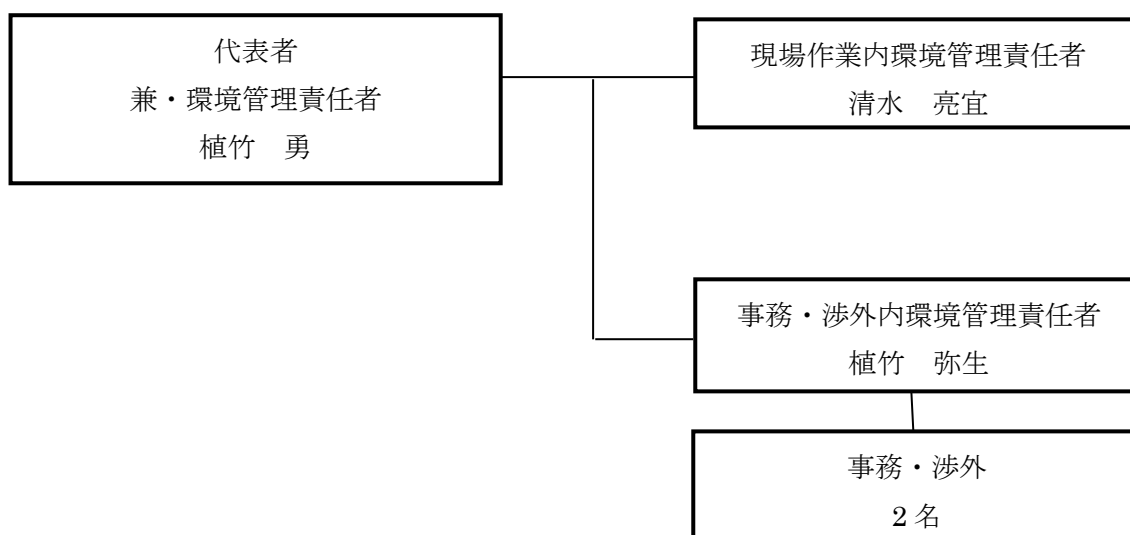 代表者
兼・環境管理責任者
植竹　勇
現場作業内環境管理責任者
清水　亮宜
事務・渉外内環境管理責任者
植竹　弥生
事務・渉外
2 名